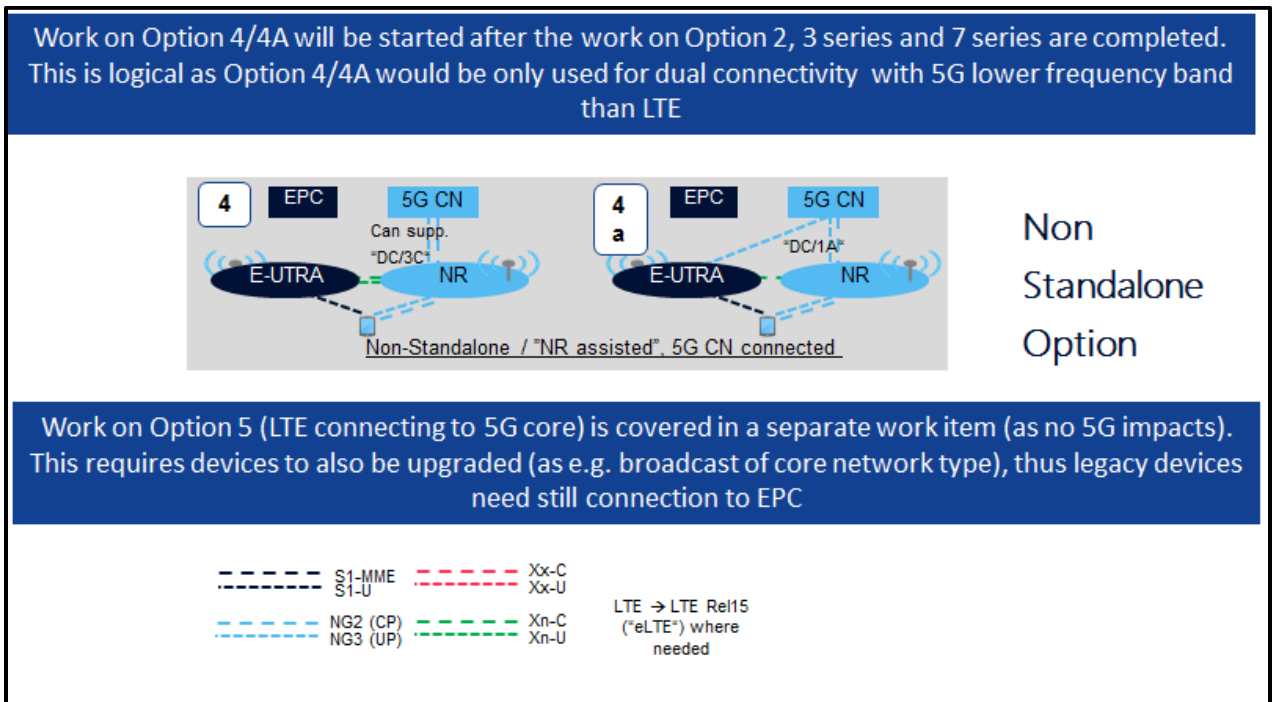 Work on Option 4/4A will be started after the work on Option 2, 3 series and 7 series are completed.
This is logical as Option 4/4A would be only used for dual connectivity with 5G lower frequency band
than LTE
4
EPC
5G CN
Can supp.
"DC/3C"
E-UTRA
NR
4
a
EPC
5G CN
"DC/1A"
E-UTRA
NR
Non-Standalone / "NR assisted", 5G CN connected
Non
Standalone
Option
Work on Option 5 (LTE connecting to 5G core) is covered in a separate work item (as no 5G impacts).
This requires devices to also be upgraded (as e.g. broadcast of core network type), thus legacy devices
need still connection to EPC
S1-MME
S1-U
NG2 (CP)
NG3 (UP)
Xx-C
Xx-U
Xn-C
Xn-U
LTE → LTE Rel15
("eLTE") where
needed